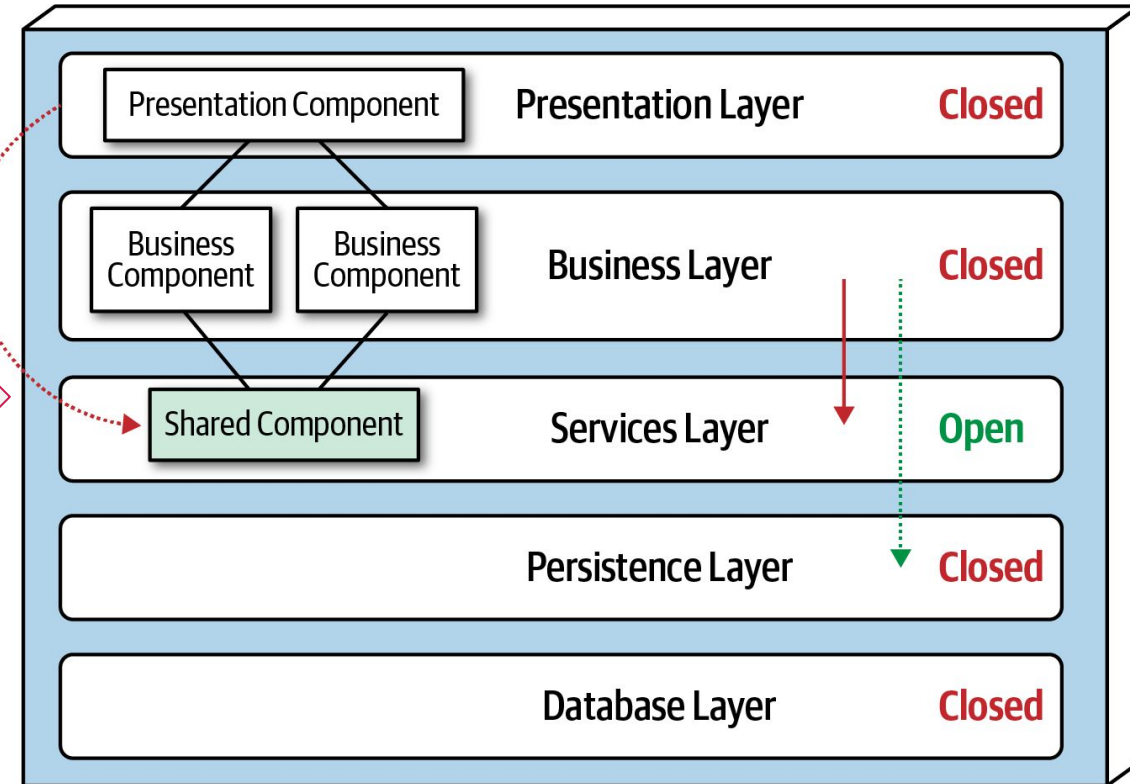 Presentation Component
Presentation Layer
Closed
Business
Component
Business
Component
Business Layer
Closed
Shared Component
Services Layer
Open
Persistence Layer
Closed
Database Layer
Closed